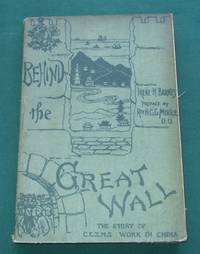 BEHIND
the
GREAT
WALL
IRENE H. BARNES
PREFACE BY
REV. H.C.G. MOULE
D.D.
THE STORY OF
C.E.Z.M.S. WORK IN CHINA